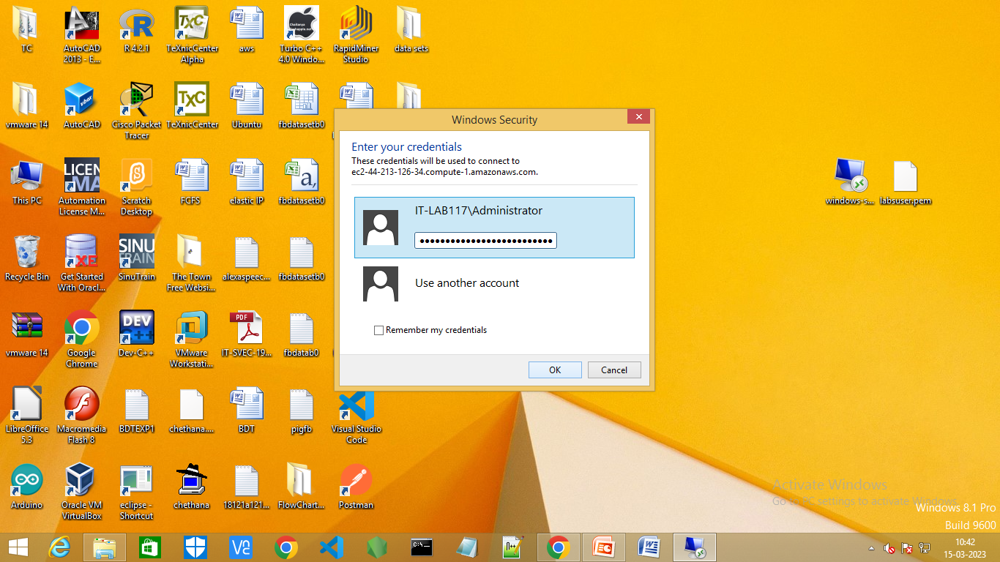 TC
AutoCAD
2013 - E...
R 4.2.1
TeXnicCenter
Alpha
aws
Turbo C++
4.0 Windo...
RapidMiner
Studio
data sets
vmware 14
AutoCAD
Cisco Packet
Tracer
TeXnicCenter
Ubuntu
fbdatasetb0
Windows Security
Enter your credentials
These credentials will be used to connect to
ec2-44-213-126-34.compute-1.amazonaws.com.
IT-LAB117\Administrator
Use another account
Remember my credentials
OK
Cancel
This PC
Automation
License M...
Scratch
Desktop
FCFS
elastic IP
fbdatasetb0
windows-s...
labsuser.pem
Recycle Bin
Get Started
With Oracl...
SinuTrain
The Town
Free Websi...
alexaspeec...
fbdatasetb0
vmware 14
Google
Chrome
Dev-C++
VMware
Workstati...
IT-SVEC-19...
fbdatab0
LibreOffice
5.3
Macromedia
Flash 8
BDTEXP1
chethana....
BDT
pigfb
Visual Studio
Code
Arduino
Oracle VM
VirtualBox
eclipse -
Shortcut
chethana
18121a121...
FlowChart...
Postman
Activate Windows
Go to PC settings to activate Windows.
Windows 8.1 Pro
Build 9600
10:42
15-03-2023